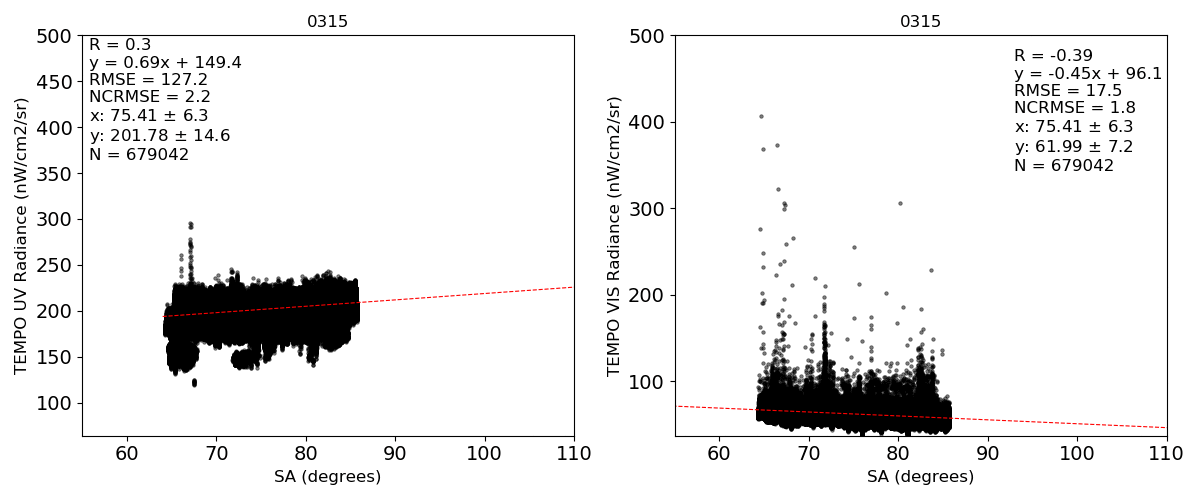 0315
500
450
400
350
300
250
200
150
100
TEMPO UV Radiance (nW/cm2/sr)
R = 0.3
y = 0.69x + 149.4
RMSE = 127.2
NCRMSE = 2.2
x: 75.41 ± 6.3
y: 201.78 ± 14.6
N = 679042
60 70 80 90 100 110
SA (degrees)
0315
500
400
300
200
100
TEMPO VIS Radiance (nW/cm2/sr)
R = -0.39
y = -0.45x + 96.1
RMSE = 17.5
NCRMSE = 1.8
x: 75.41 ± 6.3
y: 61.99 ± 7.2
N = 679042
60 70 80 90 100 110
SA (degrees)